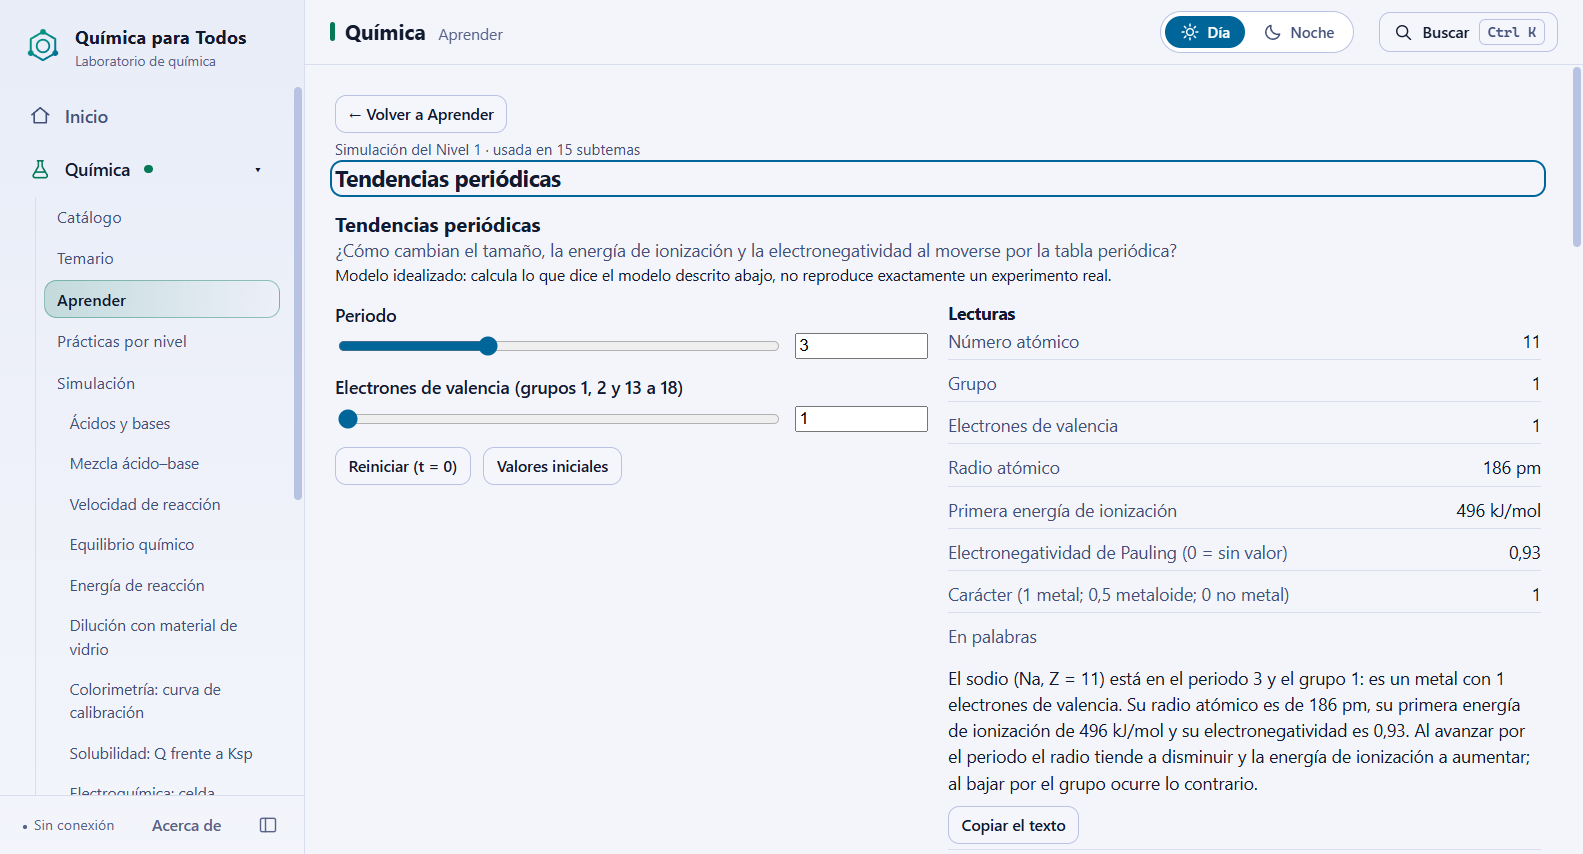 Química para Todos
Laboratorio de química
Inicio
Química
Catálogo
Temario
Aprender
Prácticas por nivel
Simulación
Ácidos y bases
Mezcla ácido–base
Velocidad de reacción
Equilibrio químico
Energía de reacción
Dilución con material de
vidrio
Colorimetría: curva de
calibración
Solubilidad: Q frente a Ksp
Electroquímica: celda
Sin conexión
Acerca de
Química Aprender
Día
Noche
Buscar Ctrl K
← Volver a Aprender
Simulación del Nivel 1 · usada en 15 subtemas
Tendencias periódicas
Tendencias periódicas
¿Cómo cambian el tamaño, la energía de ionización y la electronegatividad al moverse por la tabla periódica?
Modelo idealizado: calcula lo que dice el modelo descrito abajo, no reproduce exactamente un experimento real.
Periodo
3
Electrones de valencia (grupos 1, 2 y 13 a 18)
1
Reiniciar (t = 0)
Valores iniciales
Lecturas
Número atómico 11
Grupo 1
Electrones de valencia 1
Radio atómico 186 pm
Primera energía de ionización 496 kJ/mol
Electronegatividad de Pauling (0 = sin valor) 0,93
Carácter (1 metal; 0,5 metaloide; 0 no metal) 1
En palabras
El sodio (Na, Z = 11) está en el periodo 3 y el grupo 1: es un metal con 1
electrones de valencia. Su radio atómico es de 186 pm, su primera energía
de ionización de 496 kJ/mol y su electronegatividad es 0,93. Al avanzar por
el periodo el radio tiende a disminuir y la energía de ionización a aumentar;
al bajar por el grupo ocurre lo contrario.
Copiar el texto